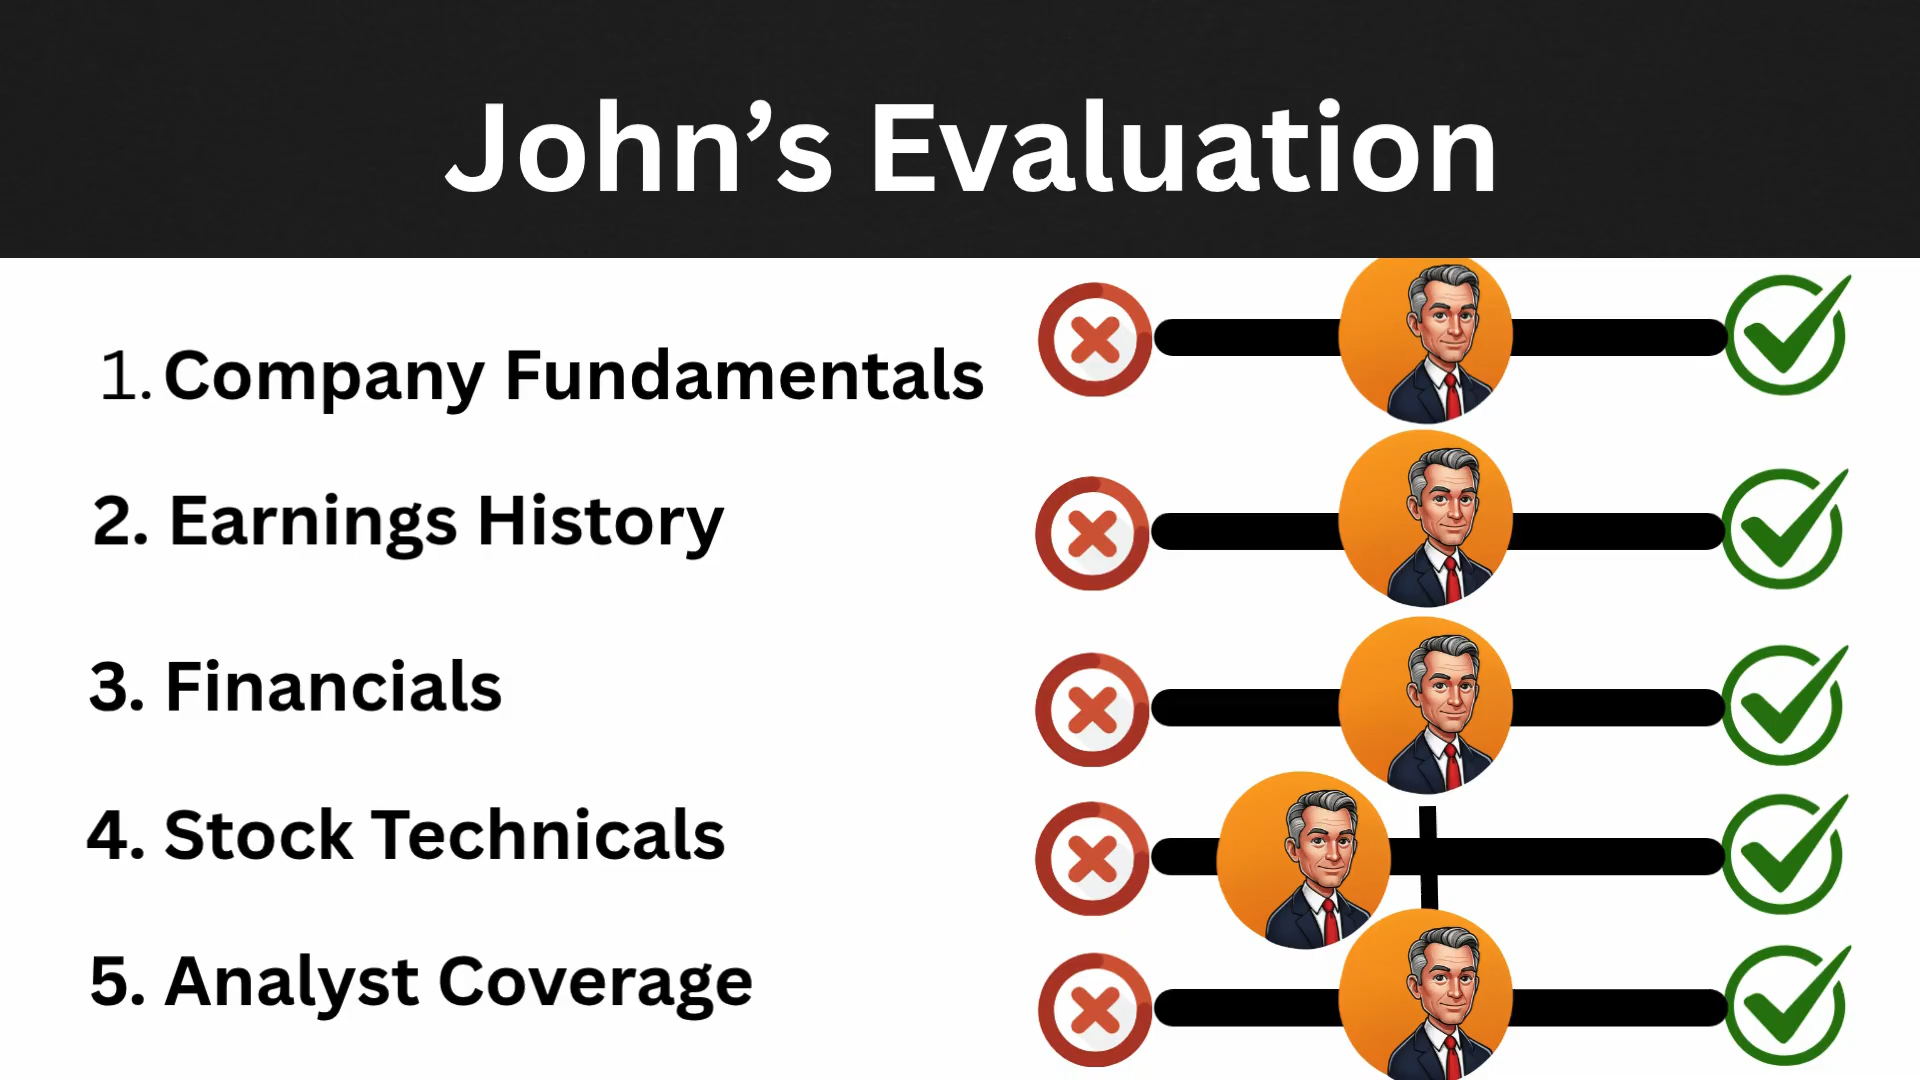 John’s Evaluation
1. Company Fundamentals
2. Earnings History
3. Financials
4. Stock Technicals
5. Analyst Coverage